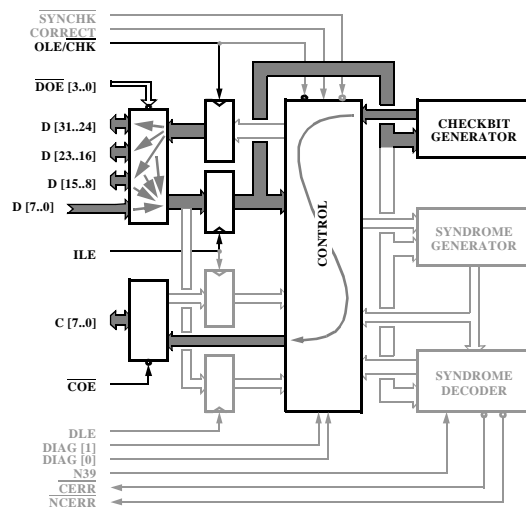 SYNCHK
CORRECT
OLE/CHK
DOE [3..0]
D [31..24]
D [23..16]
D [15..8]
D [7..0]
ILE
C [7..0]
COE
DLE
DIAG [1]
DIAG [0]
N39
CERR
NCERR
CONTROL
CHECKBIT
GENERATOR
SYNDROME
GENERATOR
SYNDROME
DECODER